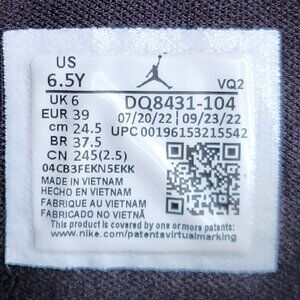 US
6.5Y
VQ2
UK 6
DQ8431-104
EUR 39
07/20/22 | 09/23/22
cm 24.5
UPC 00196153215542
BR 37.5
CN 245(2.5)
04CB3FEKN5EKK
MADE IN VIETNAM
HECHO EN VIETNAM
FABRIQUE AU VIETNAM
FABRICADO NO VIETNÃ
This product is covered by one or more patents:
www.nike.com/patentsvirtualmarking